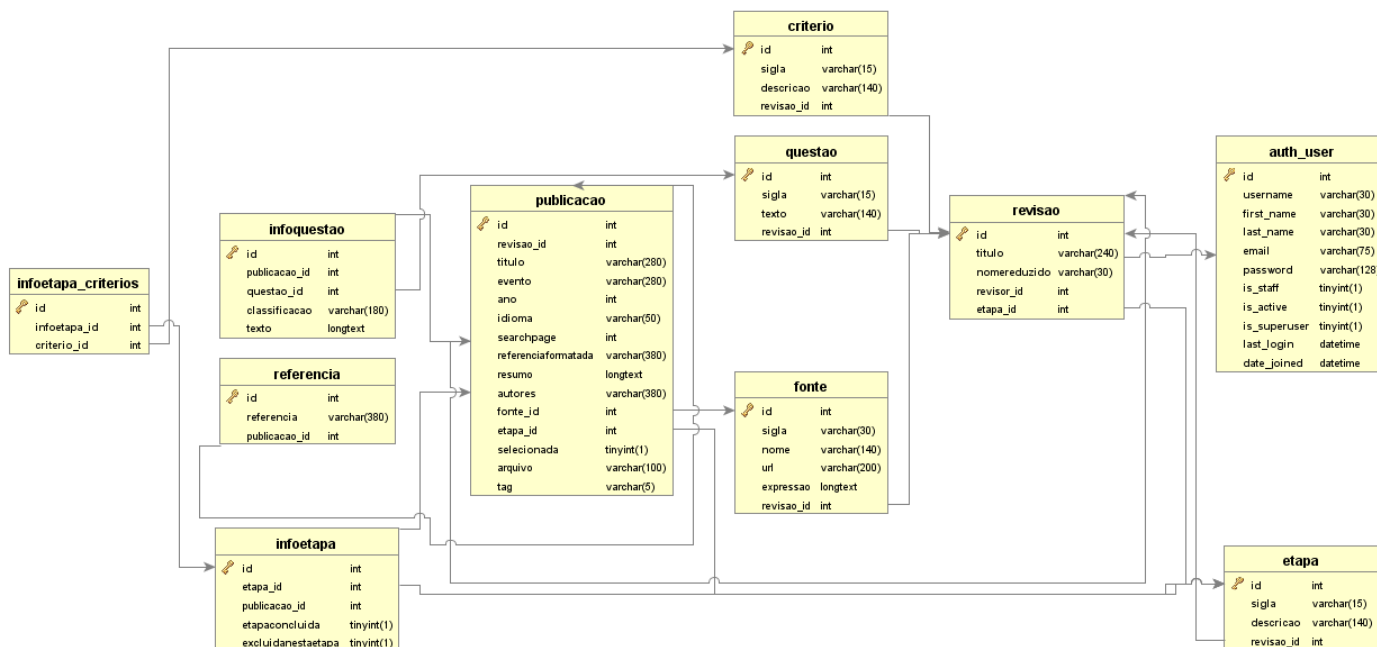 criterio
id int
sigla varchar(15)
descricao varchar(140)
revisao_id int
questao
id int
sigla varchar(15)
texto varchar(140)
revisao_id int
auth_user
id int
username varchar(30)
first_name varchar(30)
last_name varchar(30)
email varchar(75)
password varchar(128
is_staff tinyint(1)
is_active tinyint(1)
is_superuser tinyint(1)
last_login datetime
date_joined datetime
publicacao
id int
revisao_id int
titulo varchar(280)
evento varchar(280)
ano int
idioma varchar(50)
searchpage int
referenciaformatada varchar(380)
resumo longtext
autores varchar(380)
fonte_id int
etapa_id int
selecionada tinyint(1)
arquivo varchar(100)
tag varchar(5)
revisao
id int
titulo varchar(240)
nomereduzido varchar(30)
revisor_id int
etapa_id int
infoquestao
id int
publicacao_id int
questao_id int
classificacao varchar(180)
texto longtext
infoetapa_criterios
id int
infoetapa_id int
criterio_id int
referencia
id int
referencia varchar(380)
publicacao_id int
fonte
id int
sigla varchar(30)
nome varchar(140)
url varchar(200)
expressao longtext
revisao_id int
infoetapa
id int
etapa_id int
publicacao_id int
etapaconcluida tinyint(1)
excluidanestaetapa tinyint(1)
etapa
id int
sigla varchar(15)
descricao varchar(140)
revisao_id int